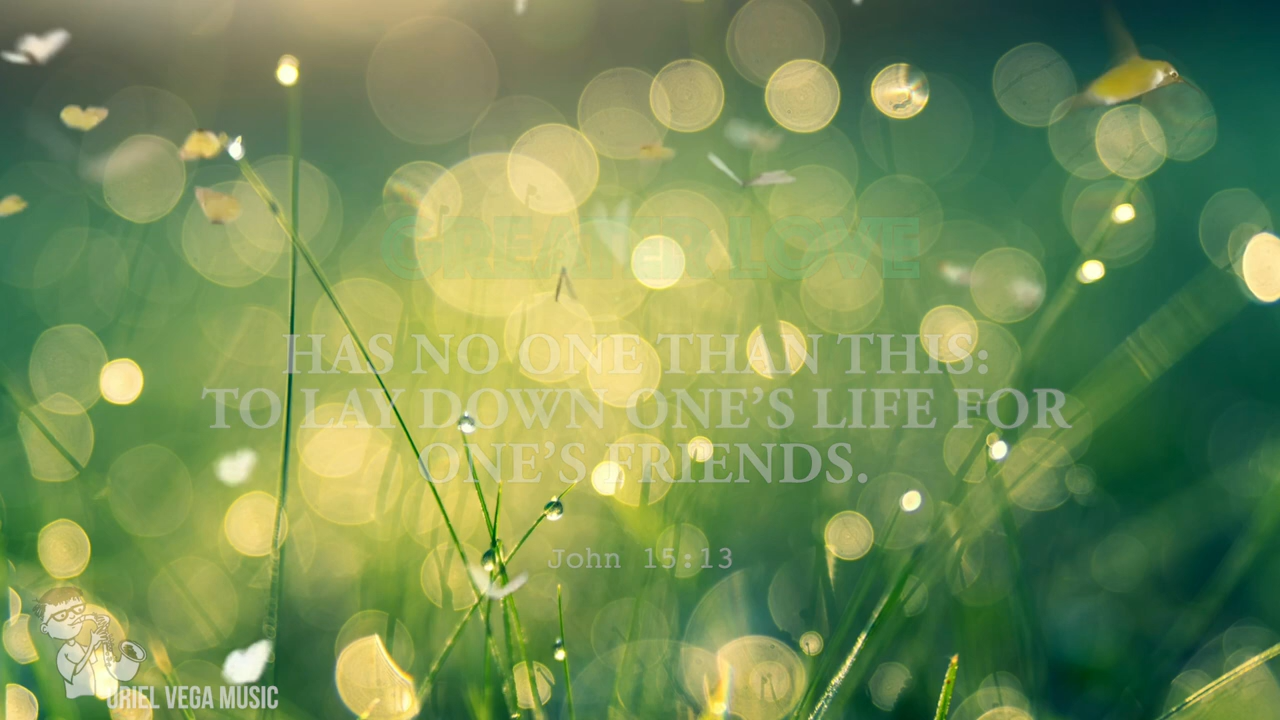 GREATER LOVE
HAS NO ONE THAN THIS:
TO LAY DOWN ONE'S LIFE FOR
ONE'S FRIENDS.
John 15:13
URIEL VEGA MUSIC